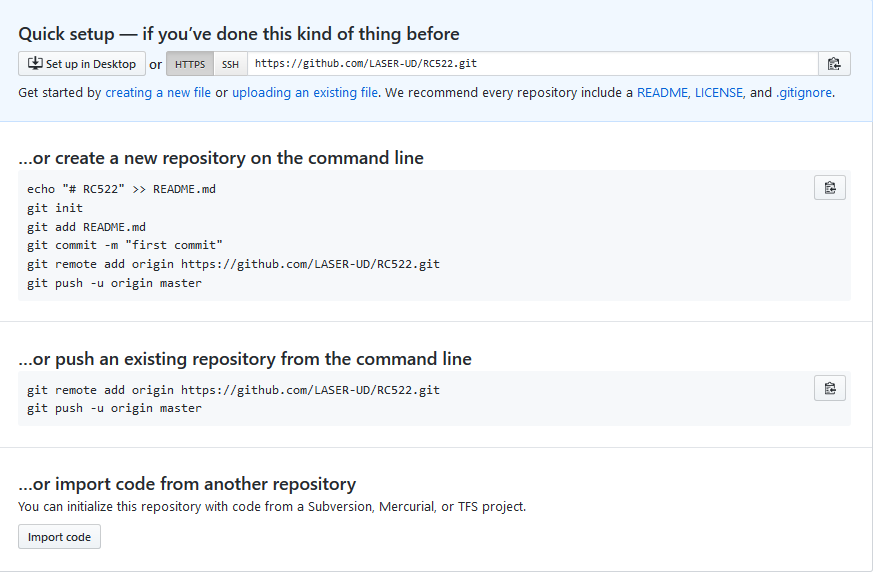 Quick setup — if you’ve done this kind of thing before
Set up in Desktop or HTTPS SSH https://github.com/LASER-UD/RC522.git
Get started by creating a new file or uploading an existing file. We recommend every repository include a README, LICENSE, and .gitignore.
…or create a new repository on the command line
echo "# RC522" >> README.md
git init
git add README.md
git commit -m "first commit"
git remote add origin https://github.com/LASER-UD/RC522.git
git push -u origin master
…or push an existing repository from the command line
git remote add origin https://github.com/LASER-UD/RC522.git
git push -u origin master
…or import code from another repository
You can initialize this repository with code from a Subversion, Mercurial, or TFS project.
Import code